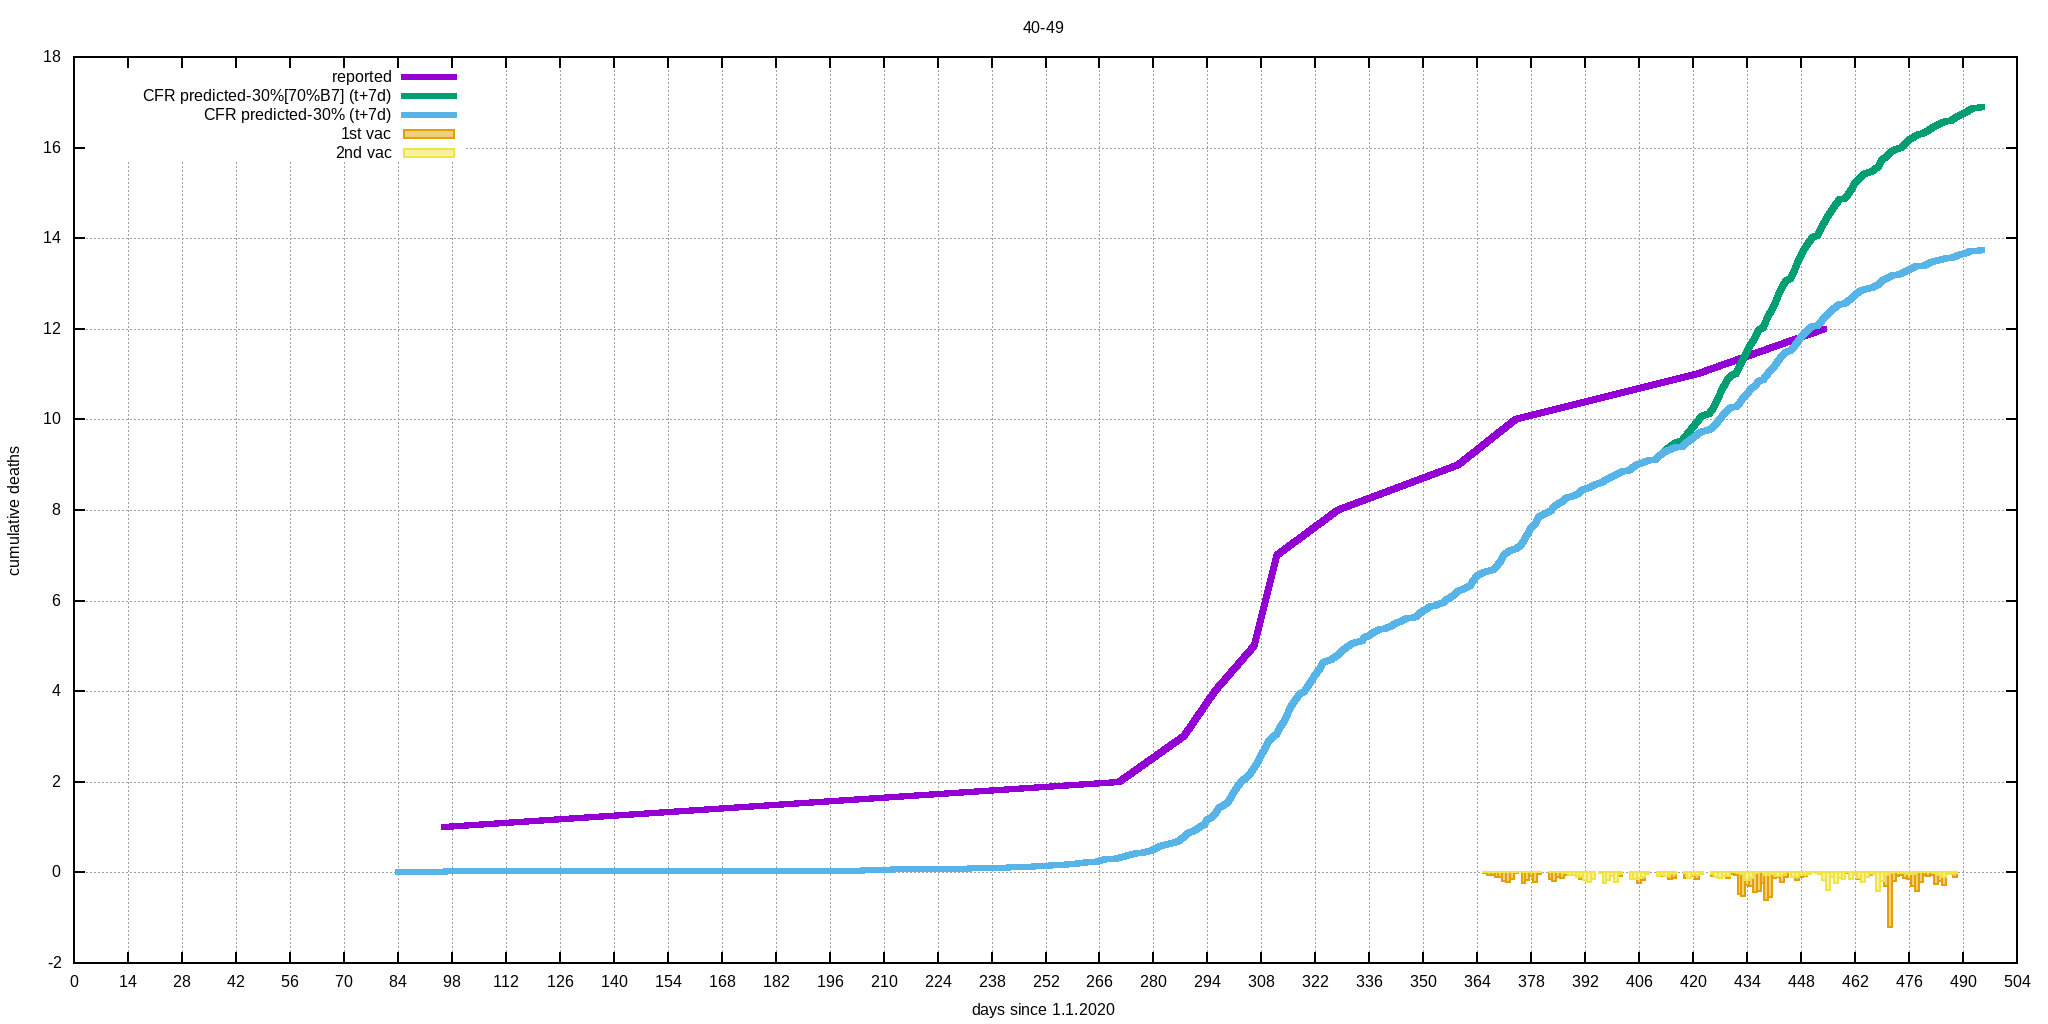 40-49
18
16
14
12
10
8
6
4
2
0
-2
reported
CFR predicted-30%[70%B7] (t+7d)
CFR predicted-30% (t+7d)
1st vac
2nd vac
cumulative deaths
0 14 28 42 56 70 84 98 112 126 140 154 168 182 196 210 224 238 252 266 280 294 308 322 336 350 364 378 392 406 420 434 448 462 476 490 504
days since 1.1.2020